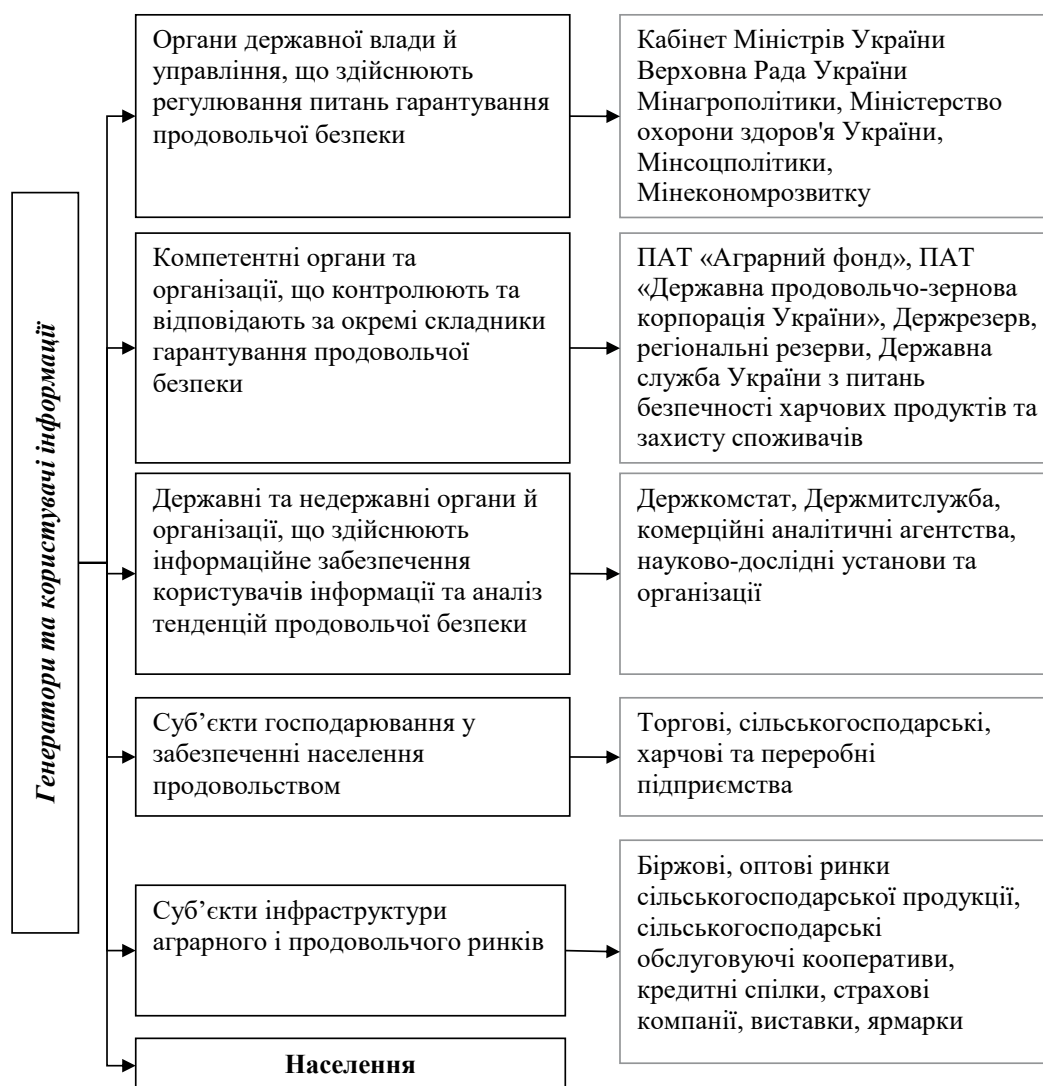 Генератори та користувачі інформації
Органи державної влади й
управління, що здійснюють
регулювання питань гарантування
продовольчої безпеки
Кабінет Міністрів України
Верховна Рада України
Мінагрополітики, Міністерство
охорони здоров'я України,
Мінсоцполітики,
Мінекономрозвитку
Компетентні органи та
організації, що контролюють та
відповідають за окремі складники
гарантування продовольчої
безпеки
ПАТ «Аграрний фонд», ПАТ
«Державна продовольчо-зернова
корпорація України», Держрезерв,
регіональні резерви, Державна
служба України з питань
безпечності харчових продуктів та
захисту споживачів
Державні та недержавні органи й
організації, що здійснюють
інформаційне забезпечення
користувачів інформації та аналіз
тенденцій продовольчої безпеки
Держкомстат, Держмитслужба,
комерційні аналітичні агентства,
науково-дослідні установи та
організації
Суб’єкти господарювання у
забезпеченні населення
продовольством
Торгові, сільськогосподарські,
харчові та переробні
підприємства
Суб’єкти інфраструктури
аграрного і продовольчого ринків
Біржові, оптові ринки
сільськогосподарської продукції,
сільськогосподарські
обслуговуючі кооперативи,
кредитні спілки, страхові
компанії, виставки, ярмарки
Населення